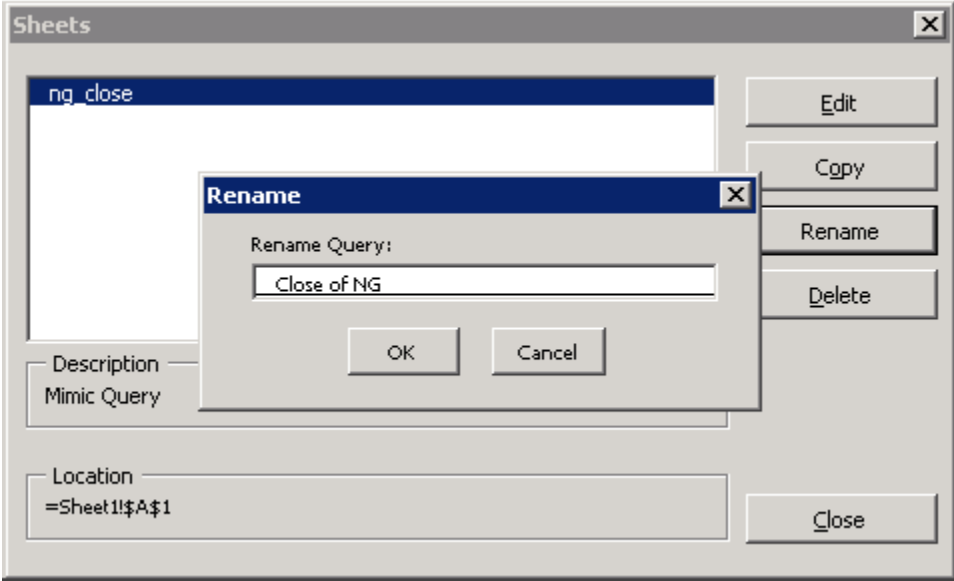 Sheets
ng_close
Edit
Copy
Rename
Rename
Rename Query:
Close of NG
Delete
OK
Cancel
Description
Mimic Query
Location
=Sheet1!$A$1
Close